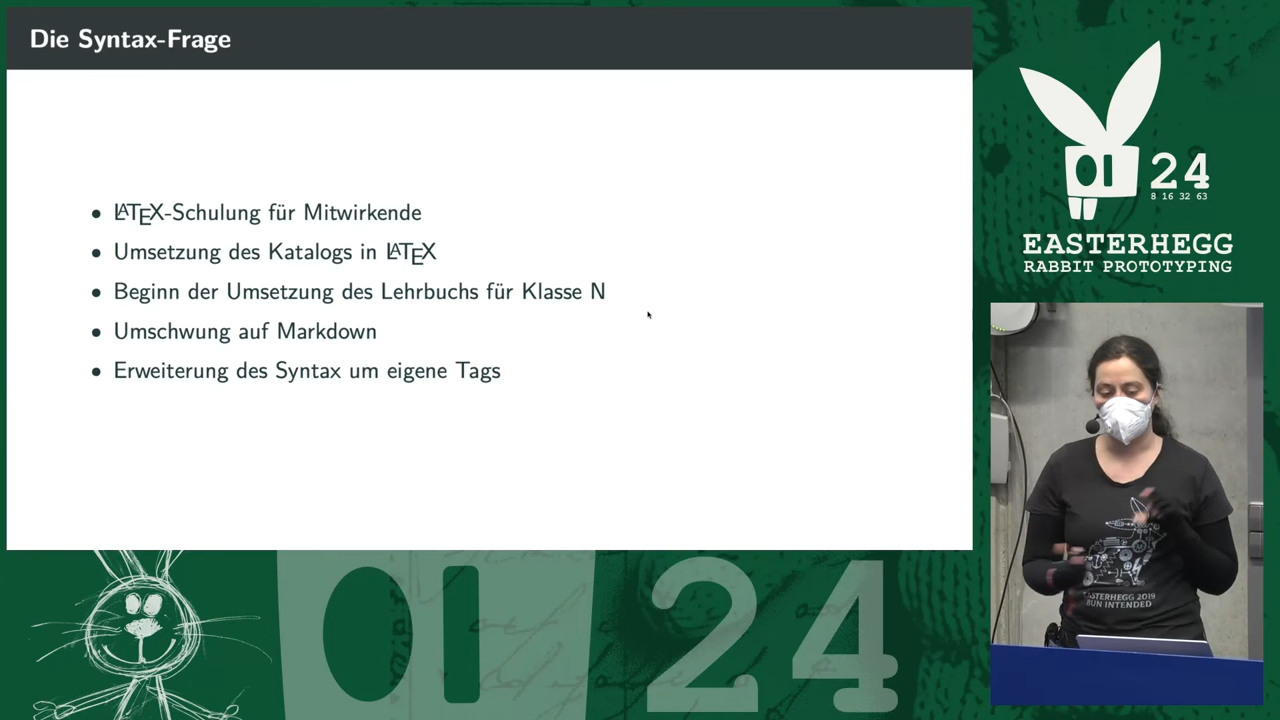 Die Syntax-Frage
• LATEX-Schulung für Mitwirkende
• Umsetzung des Katalogs in LATEX
• Beginn der Umsetzung des Lehrbuchs für Klasse N
• Umschwung auf Markdown
• Erweiterung des Syntax um eigene Tags
01 24
8 16 32 63
EASTERHEGG
RABBIT PROTOTYPING
EASTERHEGG 2019
BUN INTENDED
01 24